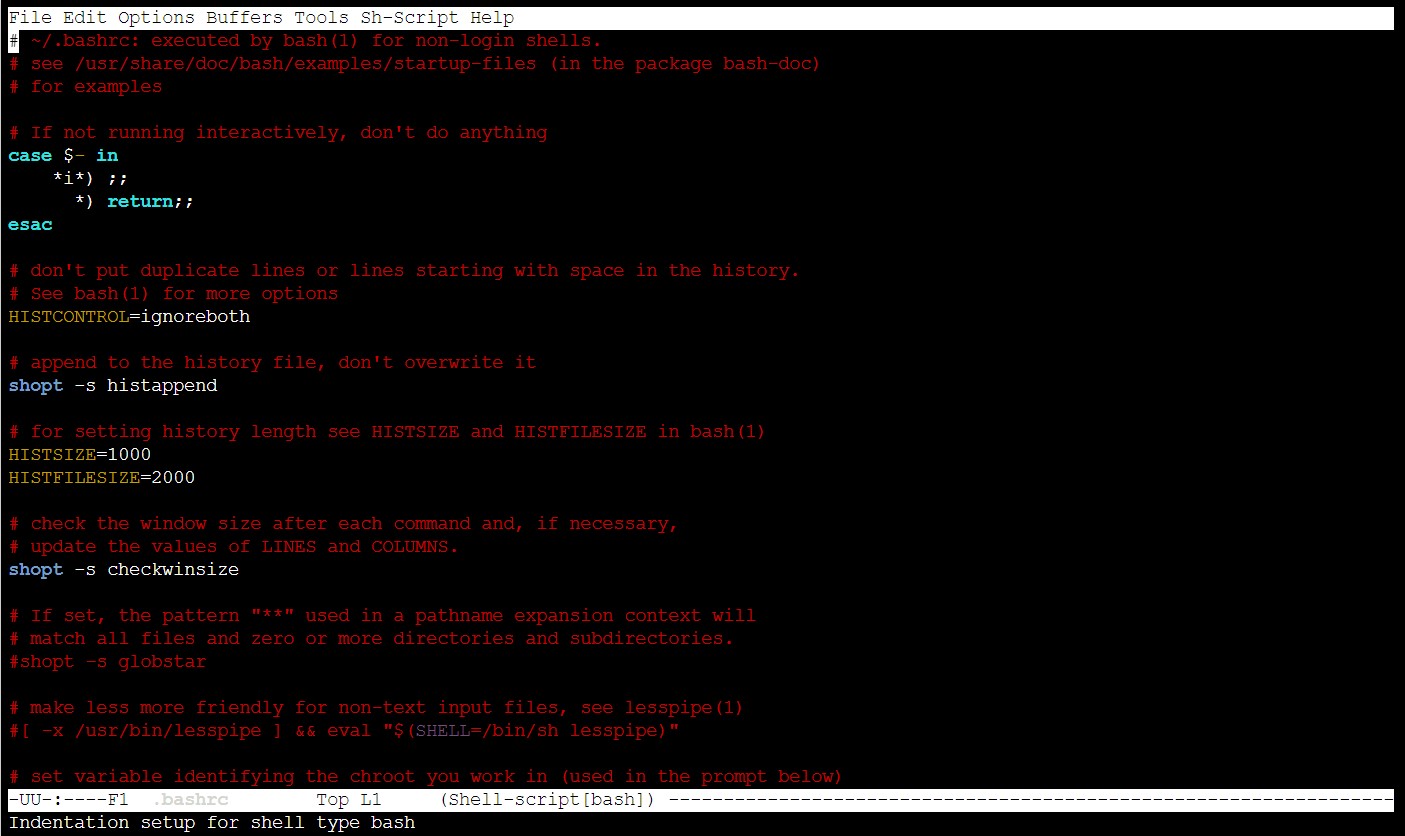 File Edit Options Buffers Tools Sh-Script Help
# ~/.bashrc: executed by bash(1) for non-login shells.
# see /usr/share/doc/bash/examples/startup-files (in the package bash-doc)
# for examples

# If not running interactively, don't do anything
case $- in
    *i*) ;;
      *) return;;
esac

# don't put duplicate lines or lines starting with space in the history.
# See bash(1) for more options
HISTCONTROL=ignoreboth

# append to the history file, don't overwrite it
shopt -s histappend

# for setting history length see HISTSIZE and HISTFILESIZE in bash(1)
HISTSIZE=1000
HISTFILESIZE=2000

# check the window size after each command and, if necessary,
# update the values of LINES and COLUMNS.
shopt -s checkwinsize

# If set, the pattern "**" used in a pathname expansion context will
# match all files and zero or more directories and subdirectories.
#shopt -s globstar

# make less more friendly for non-text input files, see lesspipe(1)
#[ -x /usr/bin/lesspipe ] && eval "$(SHELL=/bin/sh lesspipe)"

# set variable identifying the chroot you work in (used in the prompt below)
-UU-:----F1  .bashrc        Top L1     (Shell-script[bash]) ------------------------------------------------------------------
Indentation setup for shell type bash